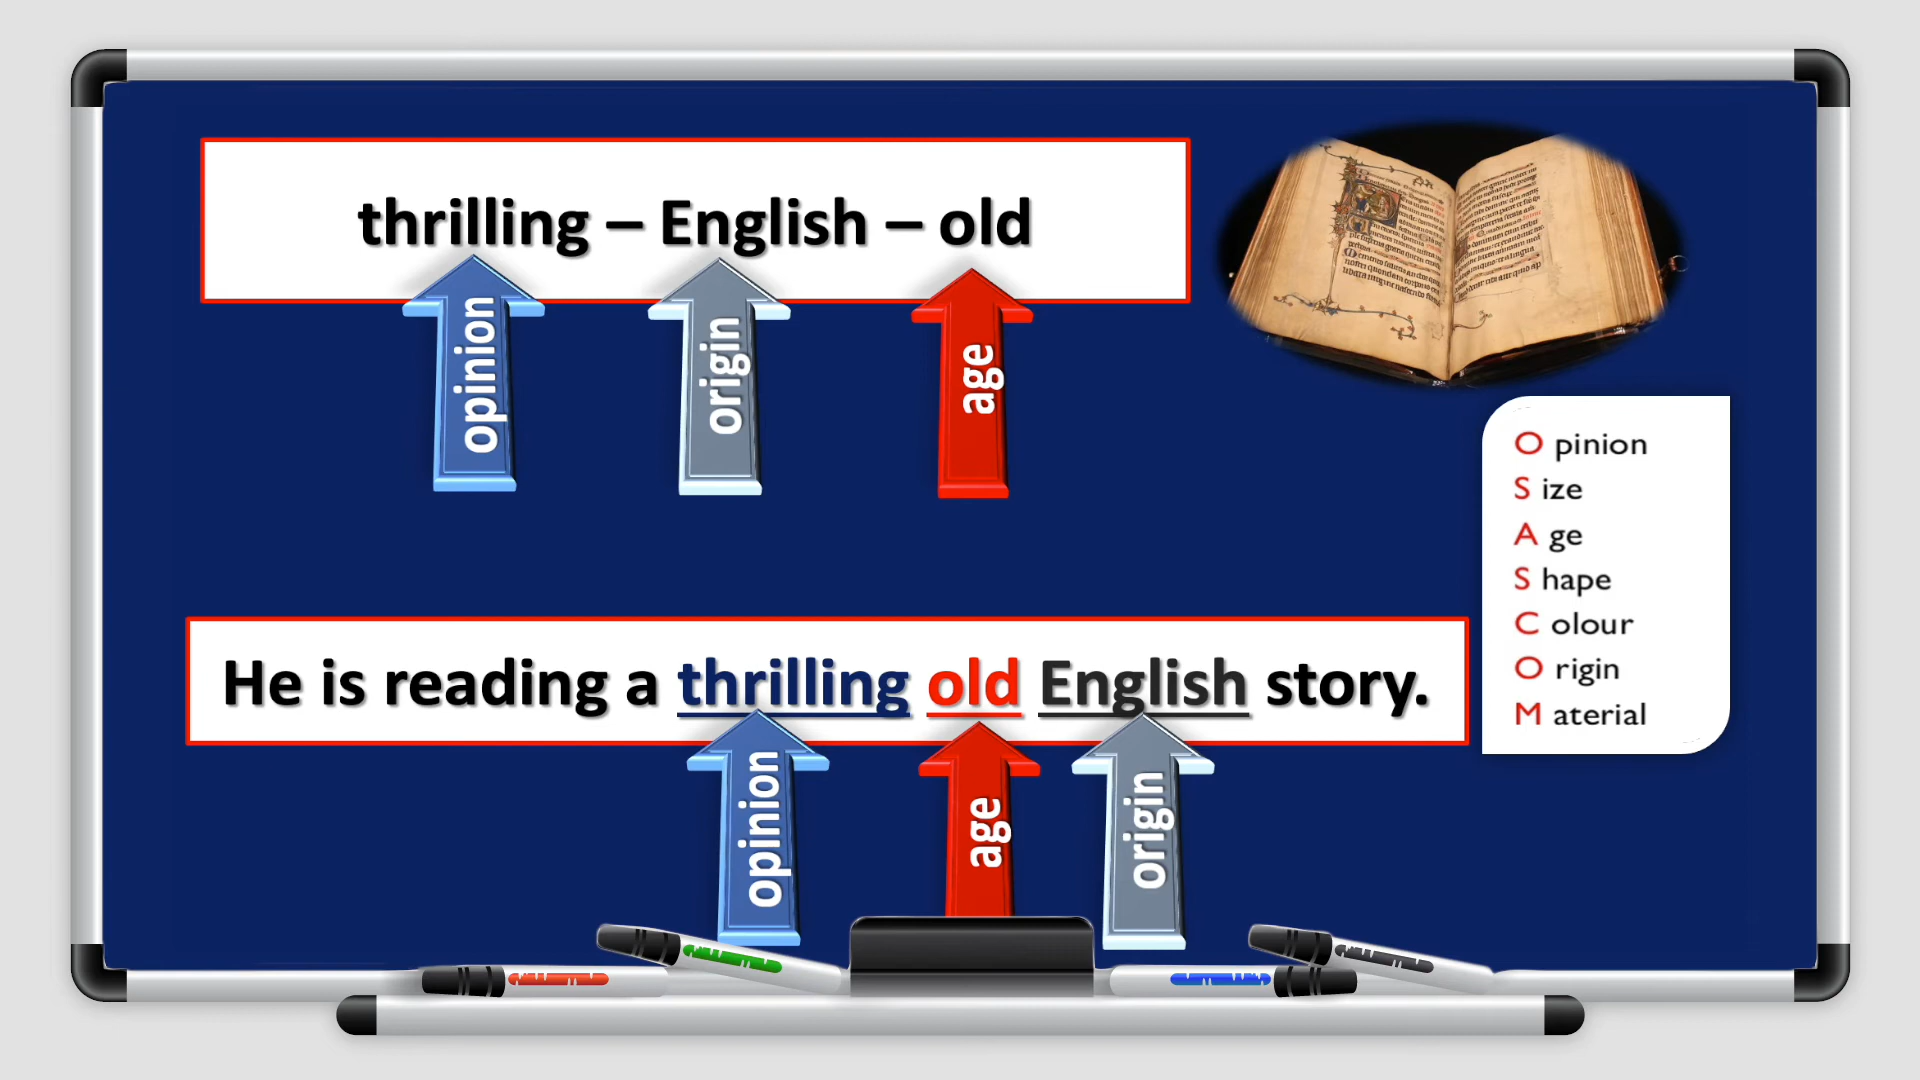 thrilling – English – old
opinion
origin
age
O pinion
S ize
A ge
S hape
C olour
O rigin
M aterial
He is reading a thrilling old English story.
opinion
age
origin